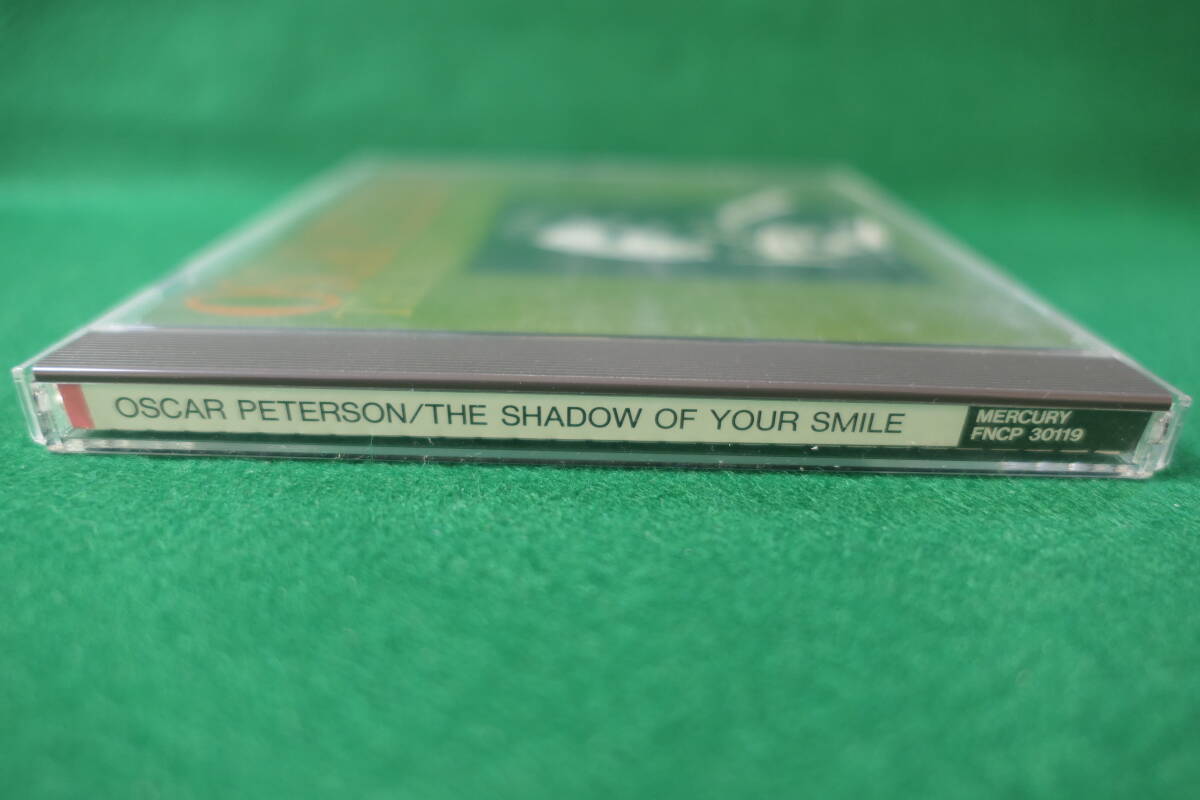 OSCAR PETERSON/THE SHADOW OF YOUR SMILE
MERCURY
FNCP 30119